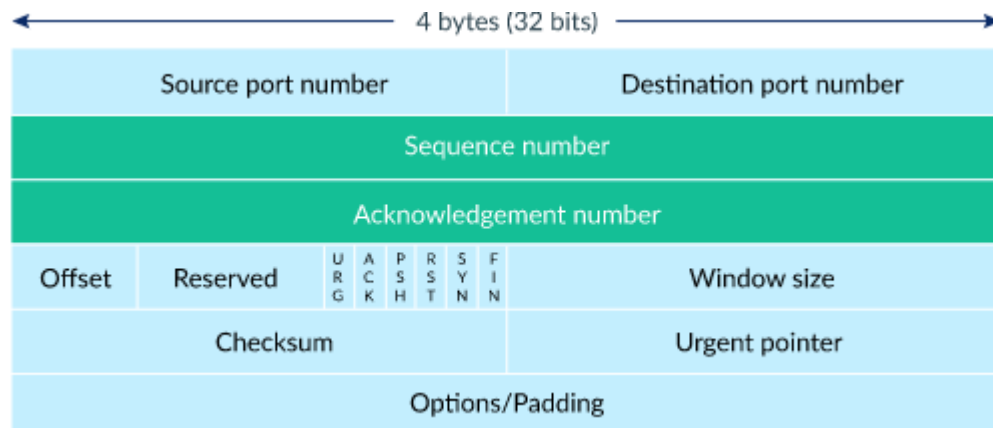 4 bytes (32 bits)
Source port number Destination port number
Sequence number
Acknowledgement number
Offset Reserved URG ACK PSH RST SYN FIN Window size
Checksum Urgent pointer
Options/Padding